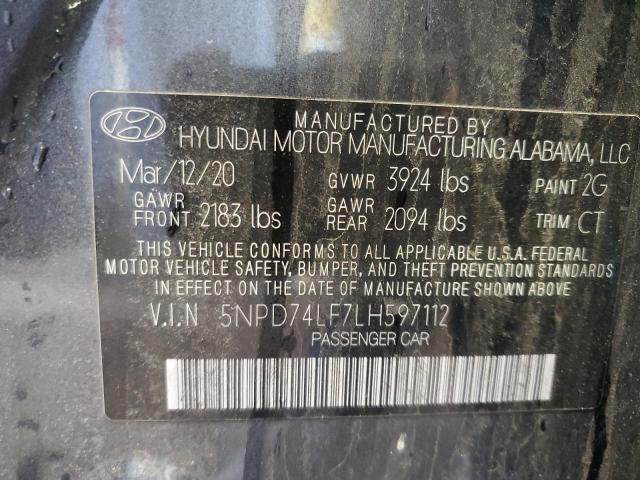 MANUFACTURED BY
HYUNDAI MOTOR MANUFACTURING ALABAMA, LLC
Mar/12/20 GVWR 3924 lbs PAINT 2G
GAWR FRONT 2183 lbs GAWR REAR 2094 lbs TRIM CT
THIS VEHICLE CONFORMS TO ALL APPLICABLE U.S.A. FEDERAL
MOTOR VEHICLE SAFETY, BUMPER, AND THEFT PREVENTION STANDARDS
IN EFFECT ON THE DATE OF MANUFACTURE SHOWN ABOVE.
V.I.N 5NPD74LF7LH597112
PASSENGER CAR